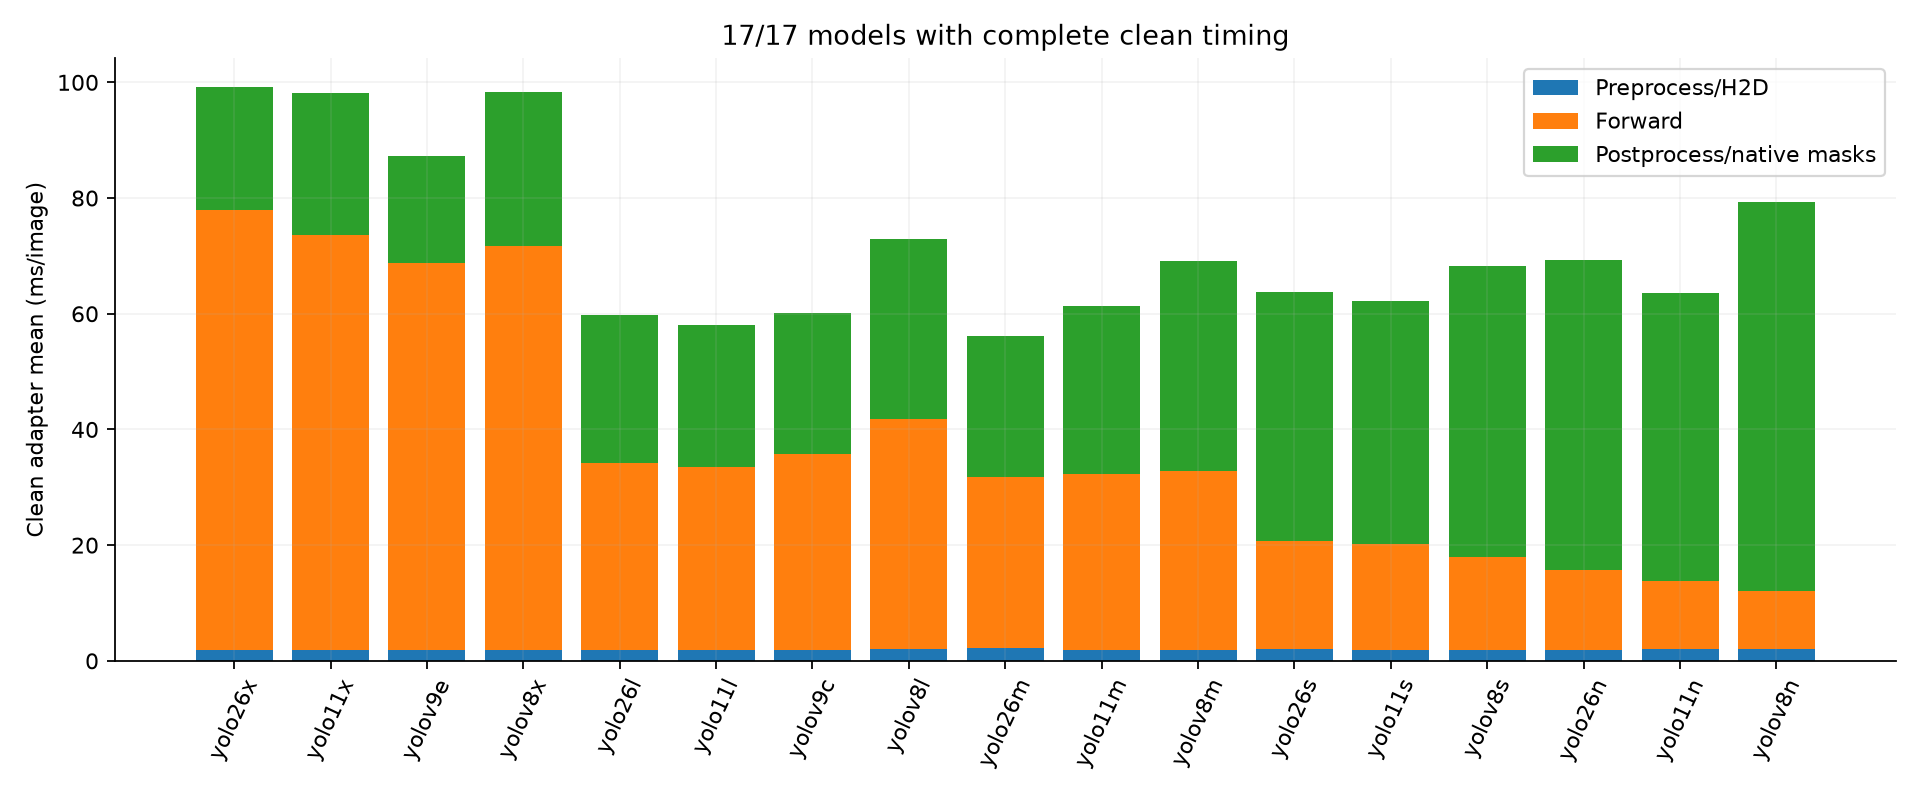 17/17 models with complete clean timing
Preprocess/H2D
Forward
Postprocess/native masks
Clean adapter mean (ms/image)
100
80
60
40
20
0
yolo26x
yolo11x
yolov9e
yolov8x
yolo26l
yolo11l
yolov9c
yolov8l
yolo26m
yolo11m
yolov8m
yolo26s
yolo11s
yolov8s
yolo26n
yolo11n
yolov8n